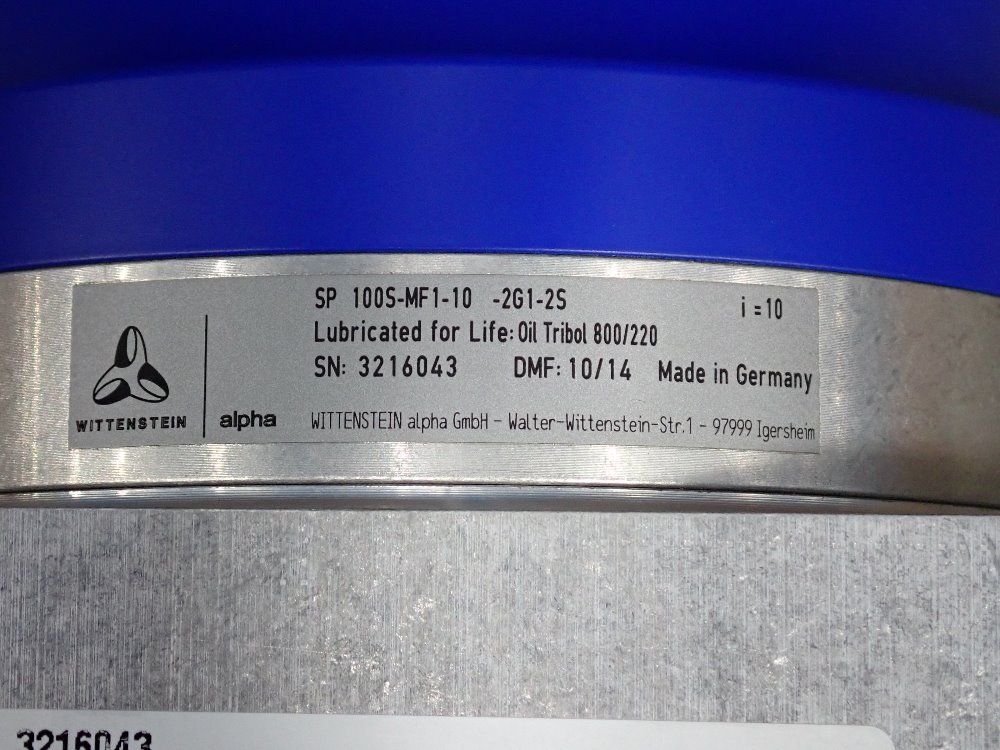 SP 100S-MF1-10 -2G1-2S i = 10
Lubricated for Life: Oil Tribol 800/220
SN: 3216043 DMF: 10/14 Made in Germany
WITTENSTEIN alpha WITTENSTEIN alpha GmbH - Walter-Wittenstein-Str.1 - 97999 Igersheim
3216043